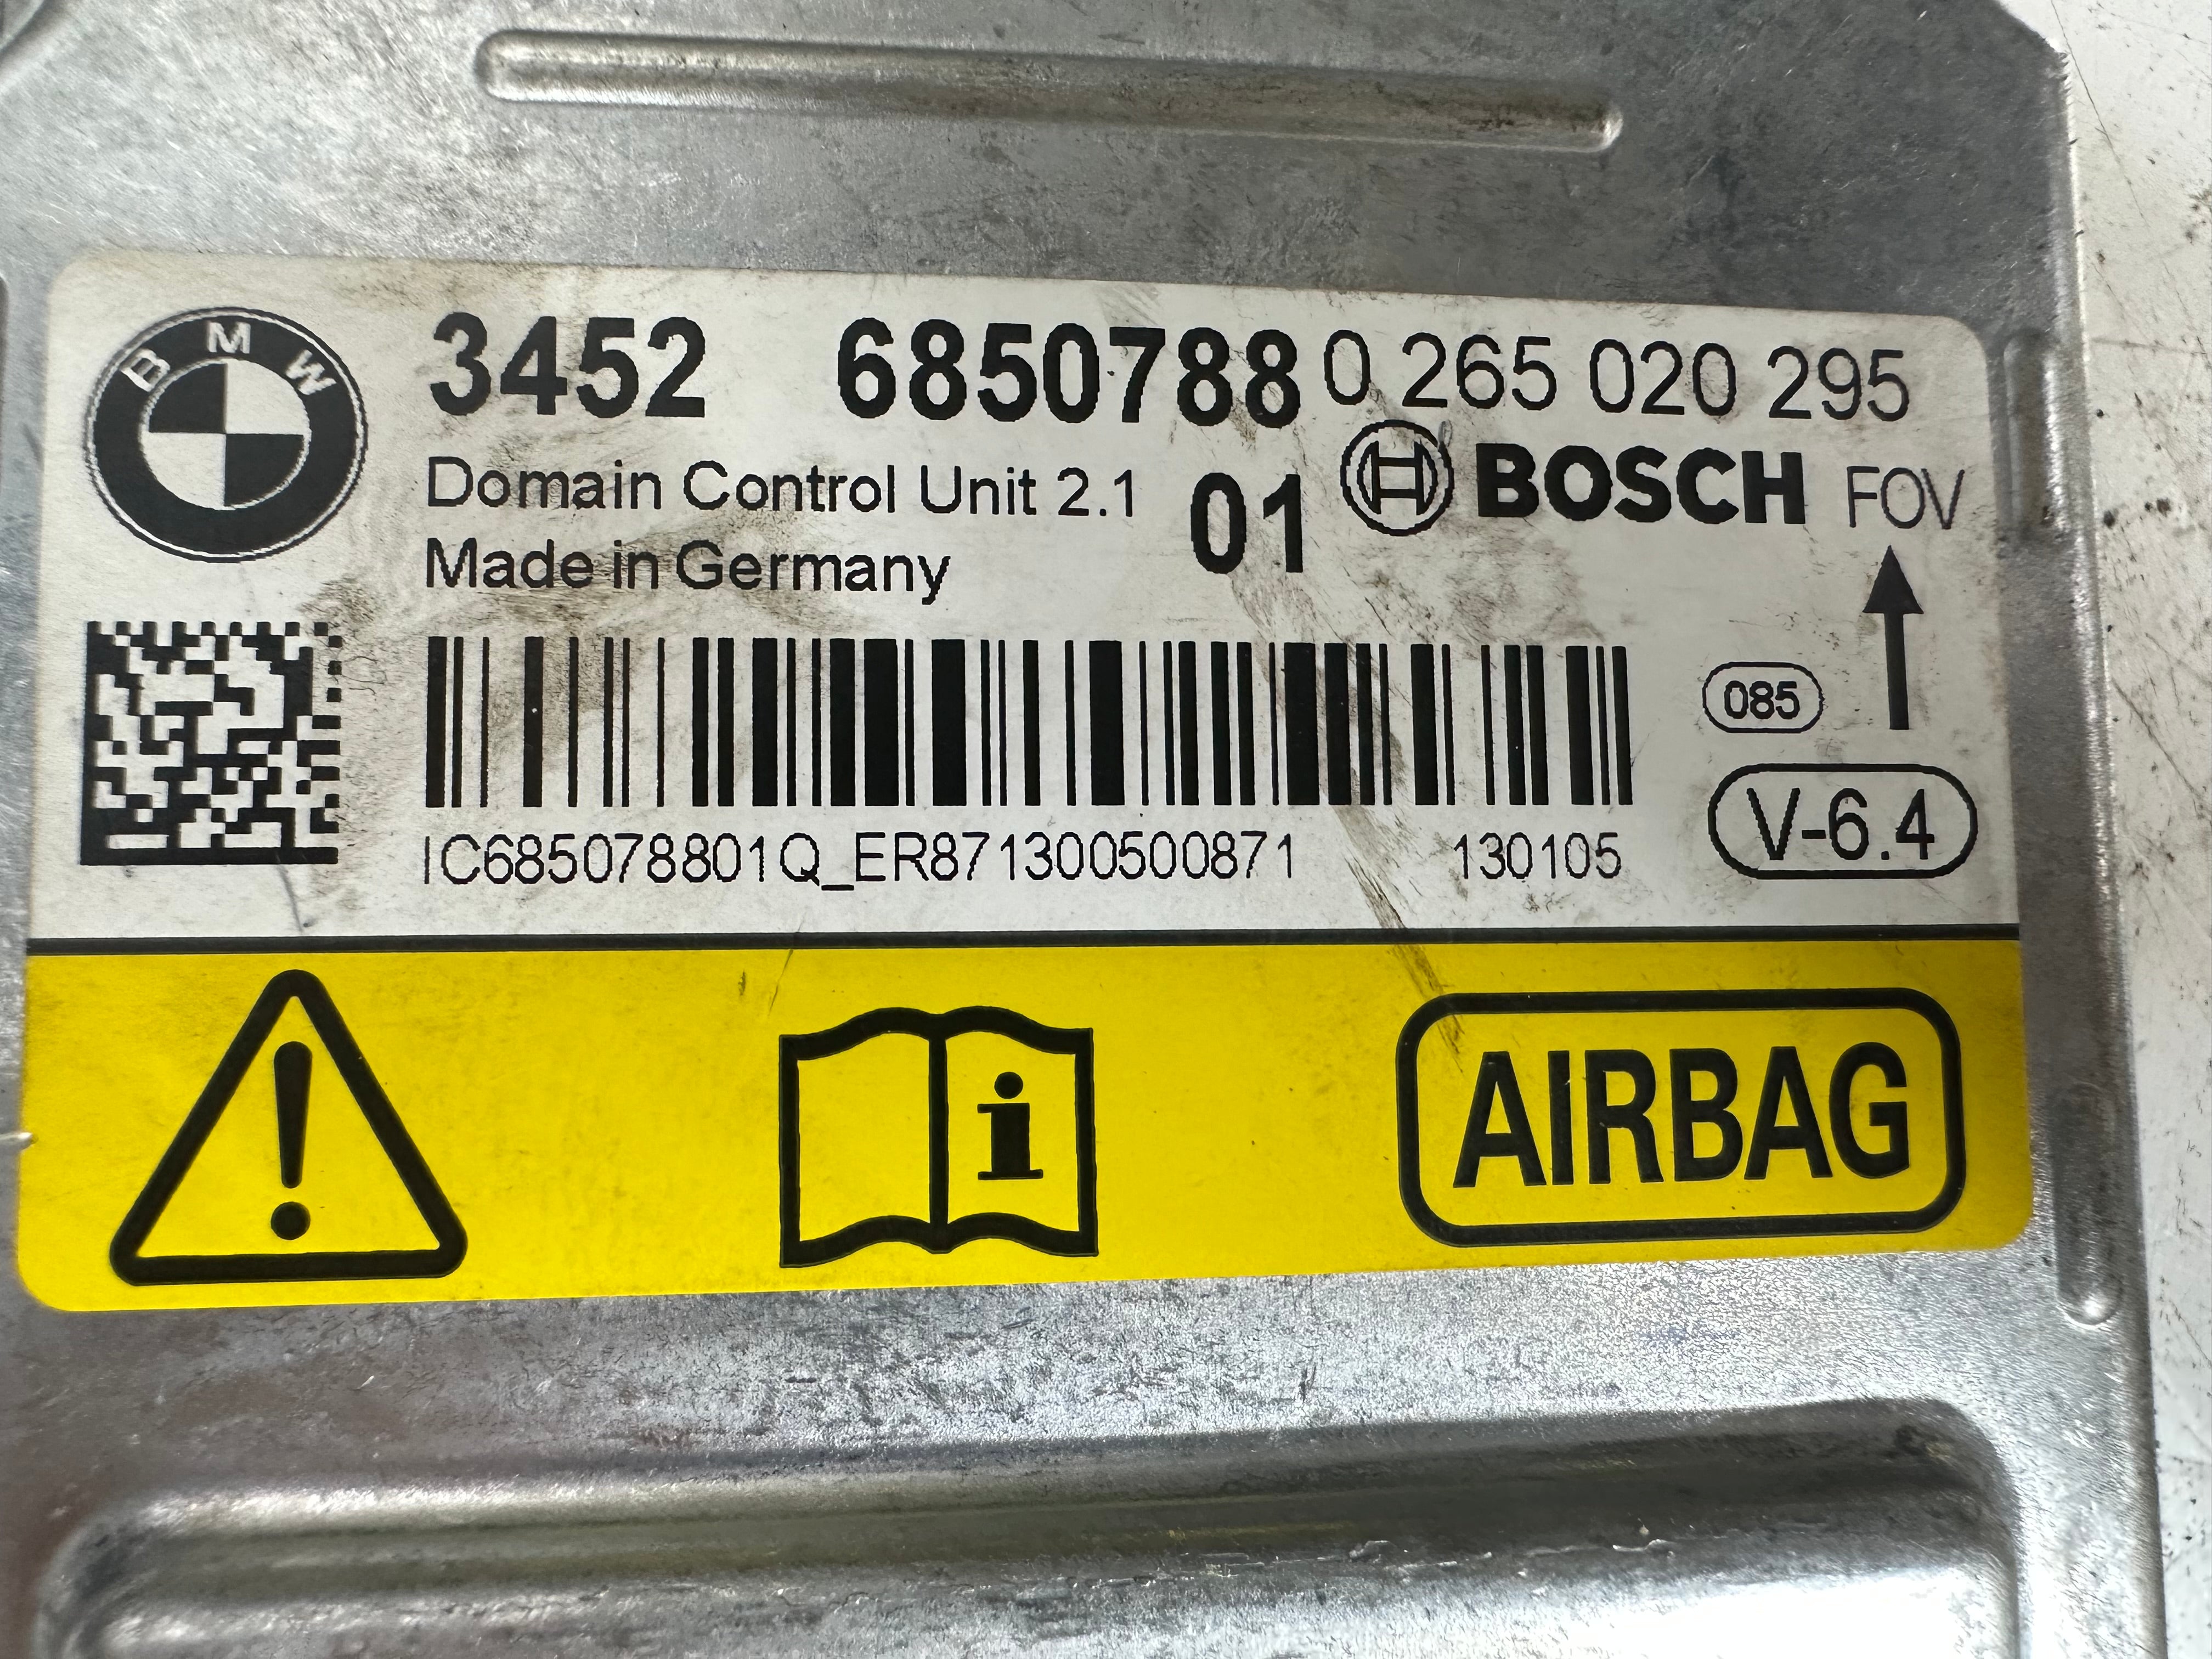 BMW
3452 6850788 0 265 020 295
Domain Control Unit 2.1 01 BOSCH FOV
Made in Germany
085
V-6.4
IC685078801Q_ER871300500871 130105
i
AIRBAG